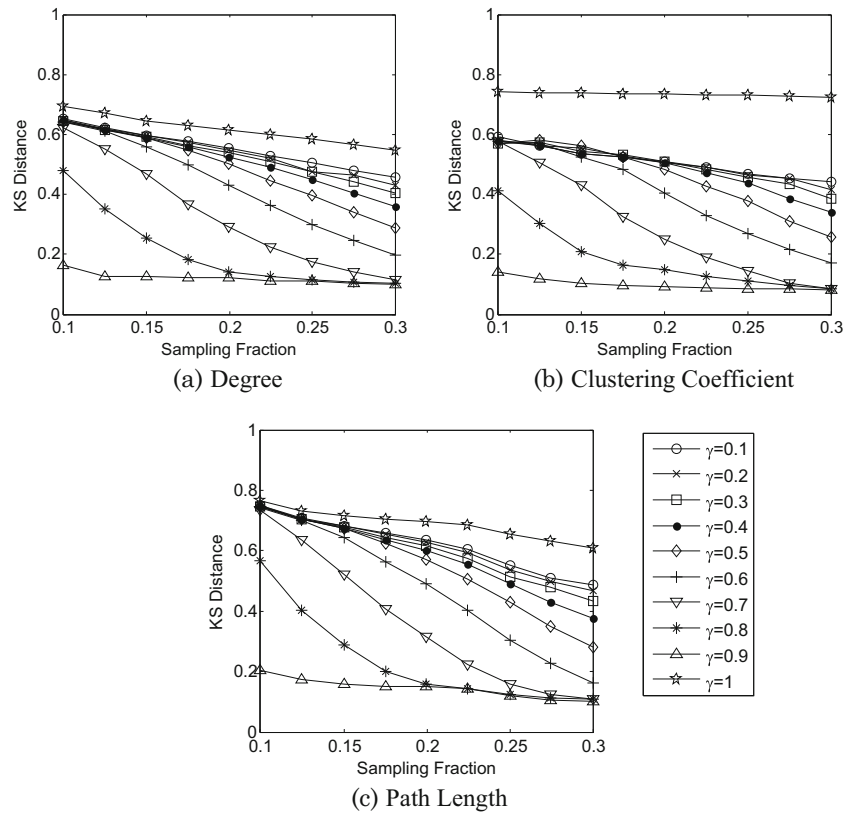 1
0.8
0.6
0.4
0.2
0
KS Distance
0.1
0.15
0.2
0.25
0.3
Sampling Fraction
(a) Degree
1
0.8
0.6
0.4
0.2
0
KS Distance
0.1
0.15
0.2
0.25
0.3
Sampling Fraction
(b) Clustering Coefficient
1
0.8
0.6
0.4
0.2
0
KS Distance
0.1
0.15
0.2
0.25
0.3
Sampling Fraction
(c) Path Length
γ=0.1
γ=0.2
γ=0.3
γ=0.4
γ=0.5
γ=0.6
γ=0.7
γ=0.8
γ=0.9
γ=1